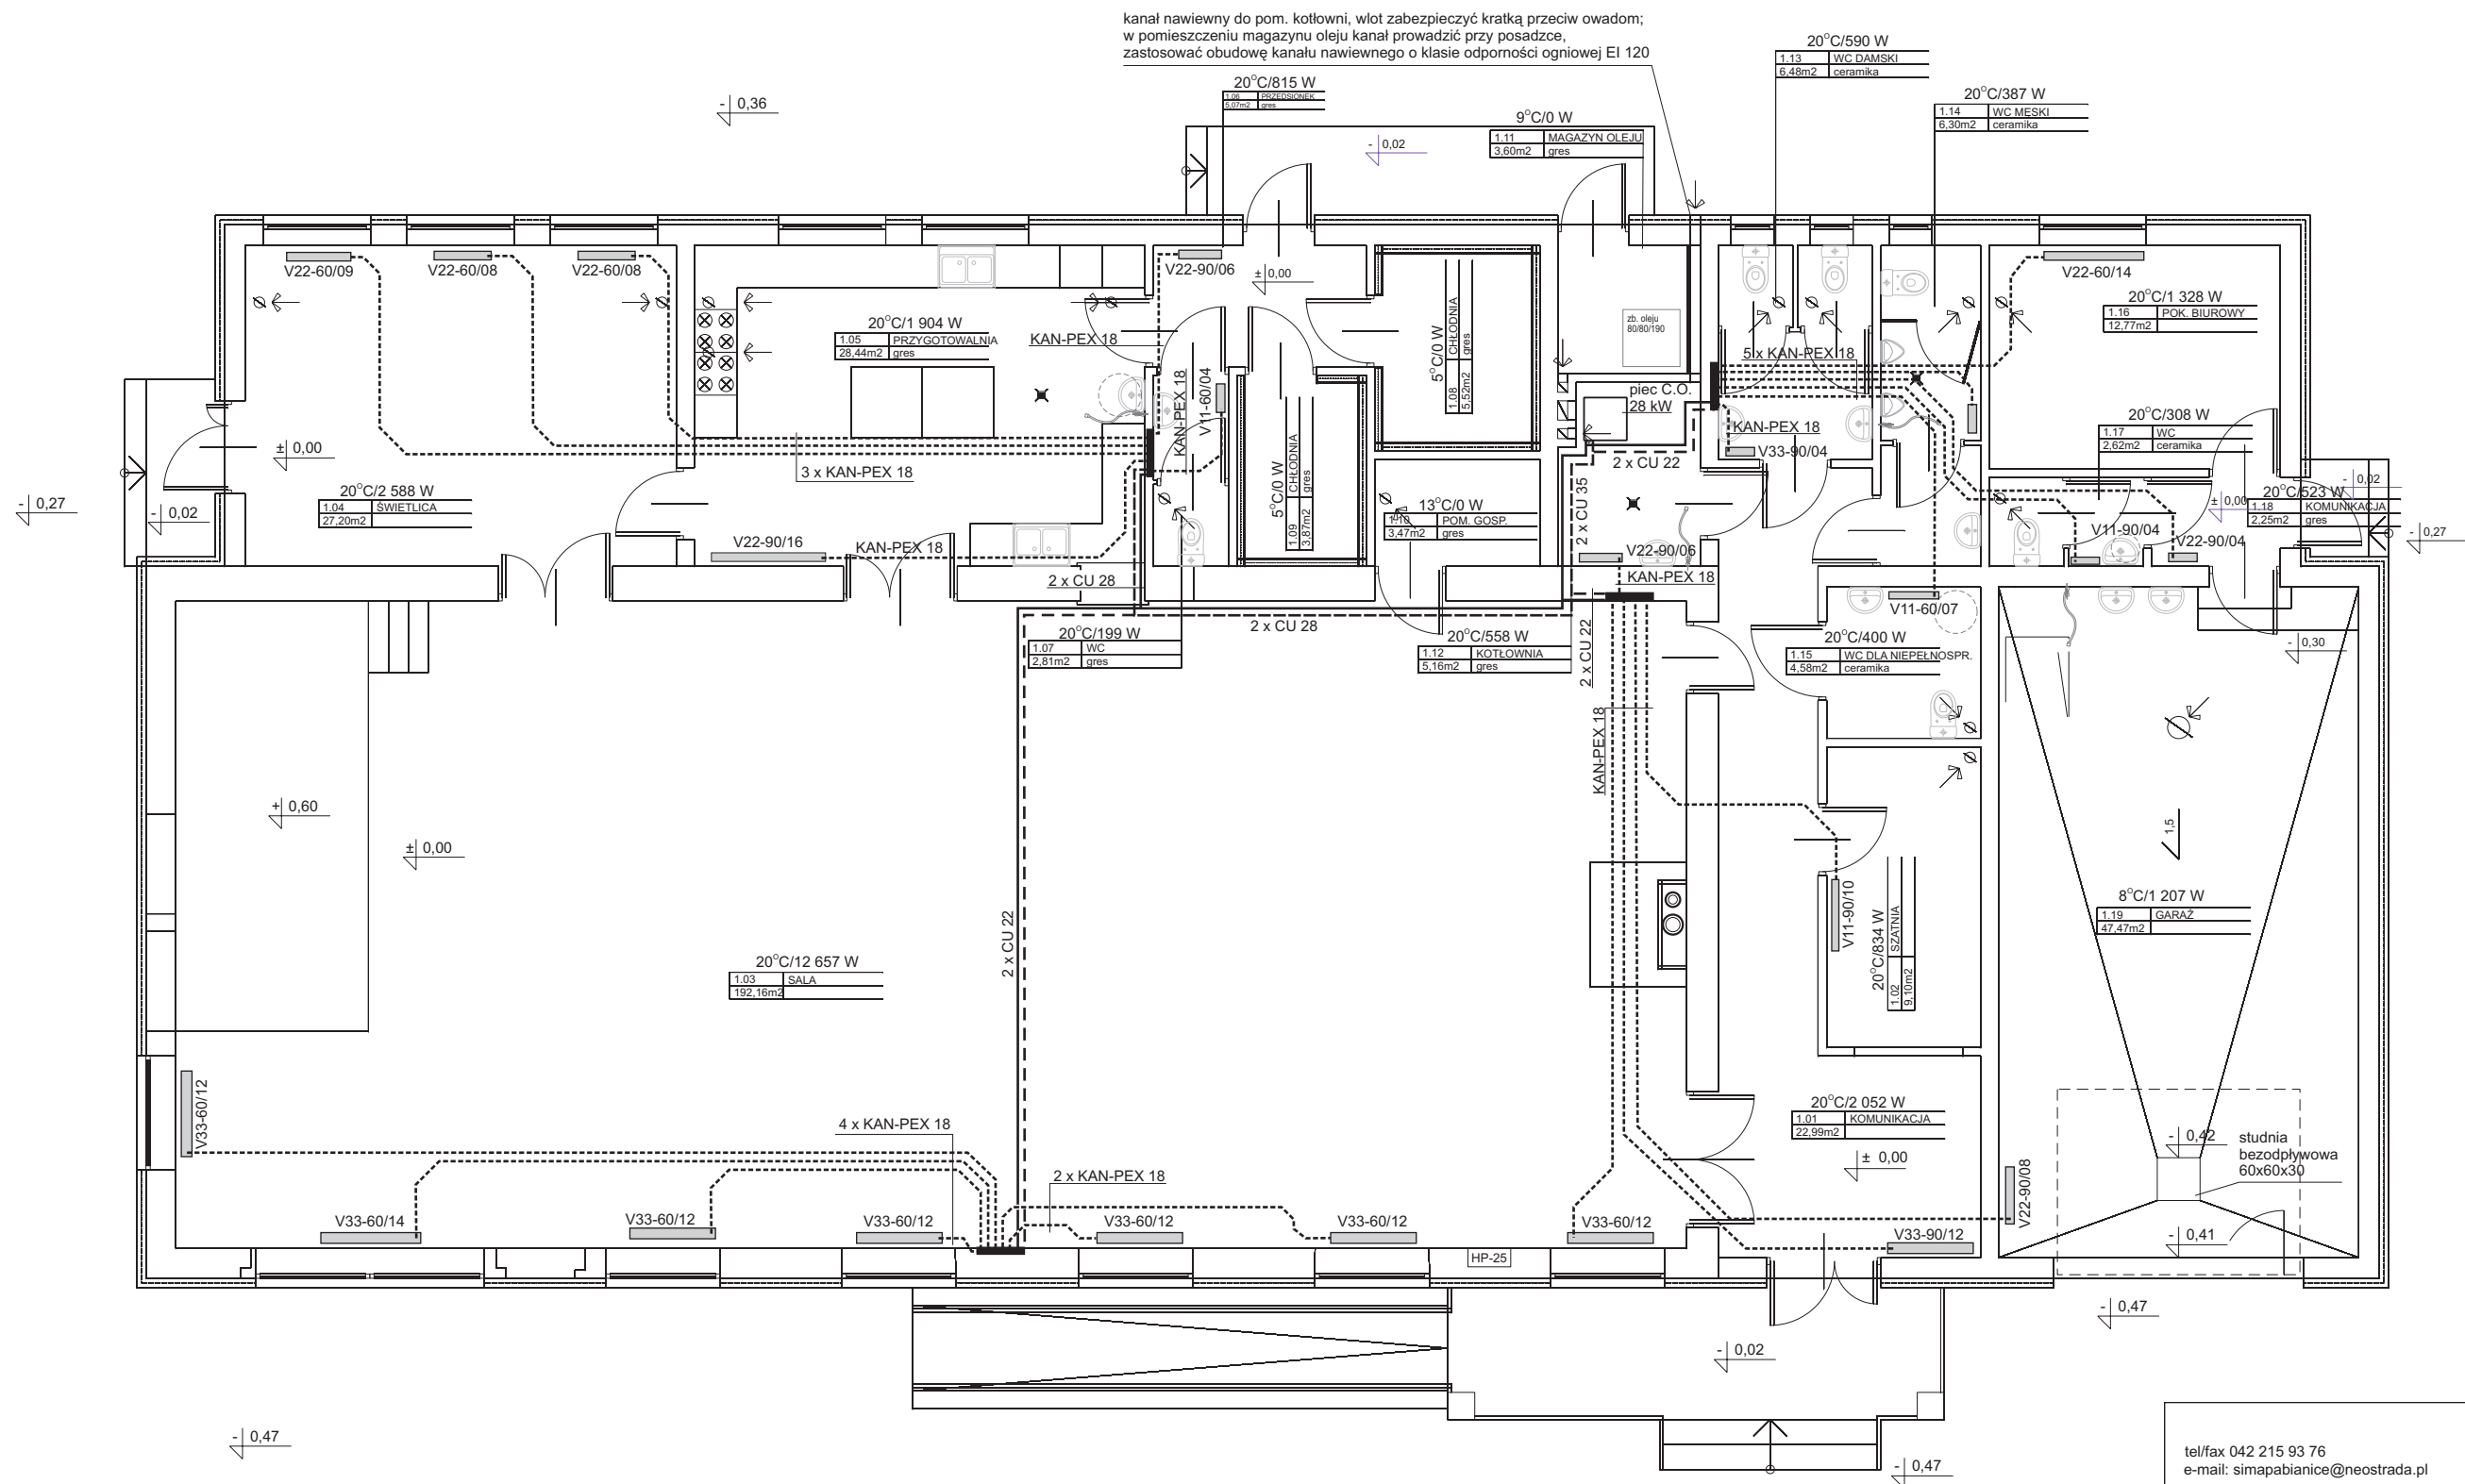 kanał nawiewny do pom. kotłowni, wlot zabezpieczyć kratką przeciw owadom;
w pomieszczeniu magazynu oleju kanał prowadzić przy posadzce,
zastosować obudowę kanału nawiewnego o klasie odporności ogniowej EI 120
20°C/590 W
1.13 WC DAMSKI
6,48m2 ceramika
20°C/815 W
1.06 PRZEDSIONEK
5,07m2 gres
20°C/387 W
1.14 WC MĘSKI
6,30m2 ceramika
- 0,36
9°C/0 W
1.11 MAGAZYN OLEJU
3,60m2 gres
- 0,02
V22-60/09
V22-60/08
V22-60/08
V22-90/06
± 0,00
V22-60/14
20°C/1 328 W
1.16 POK. BIUROWY
12,77m2
20°C/1 904 W
1.05 PRZYGOTOWALNIA
28,44m2 gres
KAN-PEX 18
zb. oleju
80/80/190
5°C/0 W
1.08 CHŁODNIA
5,52m2 gres
5 x KAN-PEX 18
KAN-PEX 18
V11-60/04
piec C.O.
28 kW
20°C/308 W
1.17 WC
2,62m2 ceramika
KAN-PEX 18
V33-90/04
± 0,00
3 x KAN-PEX 18
5°C/0 W
1.09 CHŁODNIA
3,87m2 gres
2 x CU 22
2 x CU 35
20°C/2 588 W
1.04 ŚWIETLICA
27,20m2
- 0,27
- 0,02
13°C/0 W
1.10 POM. GOSP.
3,47m2 gres
20°C/523 W
1.18 KOMUNIKACJA
2,25m2 gres
± 0,00
- 0,02
- 0,27
V22-90/16
KAN-PEX 18
V22-90/06
V11-90/04
V22-90/04
2 x CU 28
KAN-PEX 18
V11-60/07
2 x CU 28
20°C/199 W
1.07 WC
2,81m2 gres
20°C/558 W
1.12 KOTŁOWNIA
5,16m2 gres
2 x CU 22
20°C/400 W
1.15 WC DLA NIEPEŁNOSPR.
4,58m2 ceramika
- 0,30
KAN-PEX 18
+ 0,60
± 0,00
1,5
V11-90/10
20°C/834 W
1.02 SZATNIA
9,10m2
8°C/1 207 W
1.19 GARAŻ
47,47m2
2 x CU 22
20°C/12 657 W
1.03 SALA
192,16m2
V33-60/12
4 x KAN-PEX 18
20°C/2 052 W
1.01 KOMUNIKACJA
22,99m2
± 0,00
- 0,42
studnia
bezodpływowa
60x60x30
2 x KAN-PEX 18
V22-90/08
V33-60/14
V33-60/12
V33-60/12
V33-60/12
V33-60/12
V33-60/12
V33-90/12
- 0,41
HP-25
- 0,47
- 0,02
- 0,47
- 0,47
tel/fax 042 215 93 76
e-mail: simapabianice@neostrada.pl